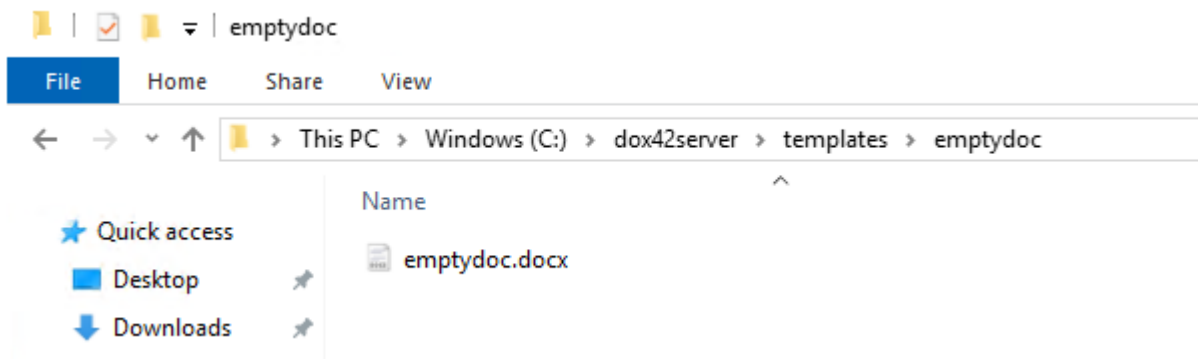 emptydoc
File Home Share View
This PC > Windows (C:) > dox42server > templates > emptydoc
Name
Quick access
emptydoc.docx
Desktop
Downloads